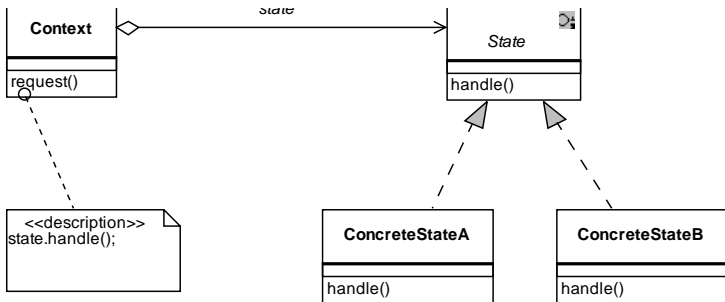 state
Context
State
request()
handle()
<<description>>
state.handle();
ConcreteStateA
ConcreteStateB
handle()
handle()